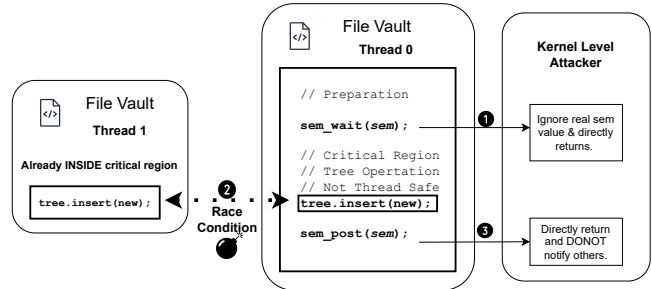 File Vault
Thread 1
Already INSIDE critical region
tree.insert(new);
2
Race
Condition
File Vault
Thread 0
// Preparation
sem_wait(sem);
// Critical Region
// Tree Opertation
// Not Thread Safe
tree.insert(new);
sem_post(sem);
1
3
Kernel Level
Attacker
Ignore real sem
value & directly
returns.
Directly return
and DONOT
notify others.